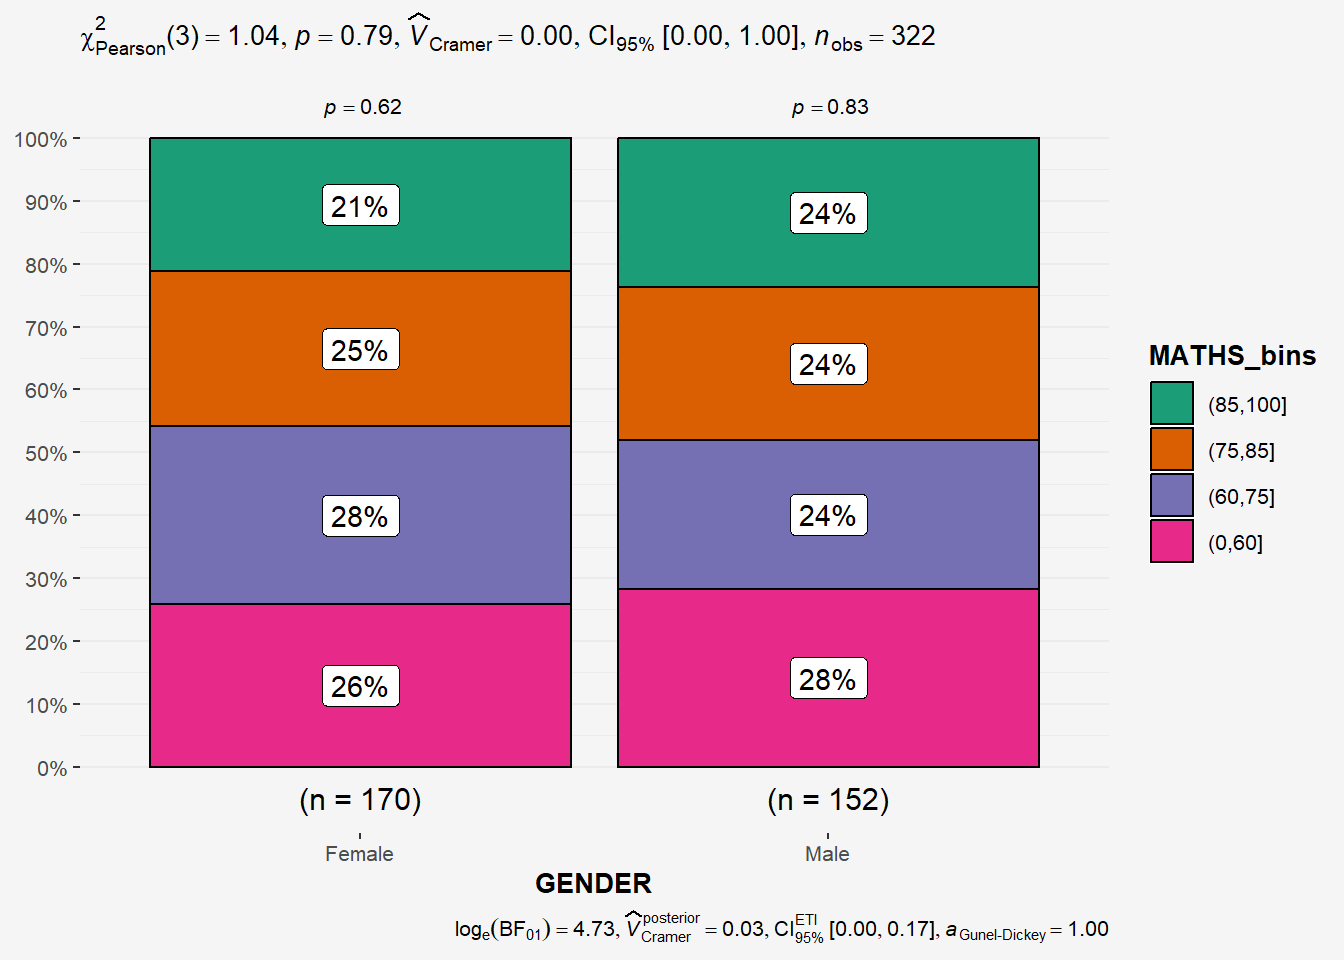 χ²Pearson(3) = 1.04, p = 0.79, V̂Cramer = 0.00, CI95% [0.00, 1.00], nobs = 322
p = 0.62
p = 0.83
100%
90%
80%
70%
60%
50%
40%
30%
20%
10%
0%
21%
25%
28%
26%
24%
24%
24%
28%
(n = 170)
(n = 152)
Female
Male
GENDER
MATHS_bins
(85,100]
(75,85]
(60,75]
(0,60]
loge(BF01) = 4.73, V̂posteriorCramer = 0.03, CIETI95% [0.00, 0.17], aGunel-Dickey = 1.00